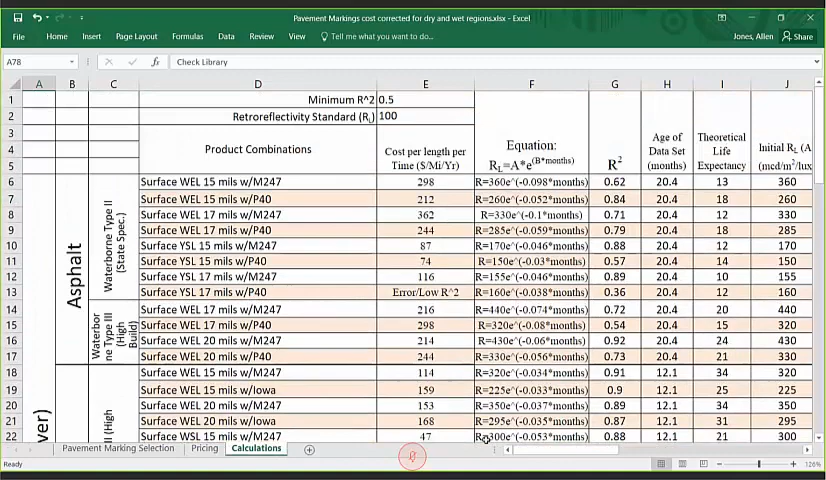 Pavement Markings cost corrected for dry and wet regions.xlsx - Excel
File Home Insert Page Layout Formulas Data Review View Tell me what you want to do... Jones, Allen Share
A78 fx Check Library
A B C D E F G H I J
1 Minimum R^2 0.5
2 Retroreflectivity Standard (RL) 100
3
4
5
Product Combinations
Cost per length per
Time ($/Mi/Yr)
Equation:
RL=A*e(B*months)
R2
Age of
Data Set
(months)
Theoretical
Life
Expectancy
Initial RL (A
(mcd/m2/lux
6 Surface WEL 15 mils w/M247 298 R=360e^(-0.098*months) 0.62 20.4 13 360
7 Surface WEL 15 mils w/P40 212 R=260e^(-0.052*months) 0.84 20.4 18 260
8 Surface WEL 17 mils w/M247 362 R=330e^(-0.1*months) 0.71 20.4 12 330
9 Surface WEL 17 mils w/P40 244 R=285e^(-0.059*months) 0.79 20.4 18 285
10 Surface YSL 15 mils w/M247 87 R=170e^(-0.046*months) 0.88 20.4 12 170
11 Surface YSL 15 mils w/P40 74 R=150e^(-0.03*months) 0.57 20.4 14 150
12 Surface YSL 17 mils w/M247 116 R=155e^(-0.046*months) 0.89 20.4 10 155
13 Surface YSL 17 mils w/P40 Error/Low R^2 R=160e^(-0.038*months) 0.36 20.4 12 160
14 Surface WEL 17 mils w/M247 216 R=440e^(-0.074*months) 0.72 20.4 20 440
15 Surface WEL 17 mils w/P40 298 R=320e^(-0.08*months) 0.54 20.4 15 320
16 Surface WEL 20 mils w/M247 214 R=430e^(-0.06*months) 0.92 20.4 24 430
17 Surface WEL 20 mils w/P40 244 R=330e^(-0.056*months) 0.73 20.4 21 330
18 Surface WEL 15 mils w/M247 114 R=320e^(-0.034*months) 0.91 12.1 34 320
19 Surface WEL 15 mils w/Iowa 159 R=225e^(-0.033*months) 0.9 12.1 25 225
20 Surface WEL 20 mils w/M247 153 R=350e^(-0.037*months) 0.89 12.1 34 350
21 Surface WEL 20 mils w/Iowa 168 R=295e^(-0.035*months) 0.87 12.1 31 295
22 Surface WSL 15 mils w/M247 47 R=300e^(-0.053*months) 0.88 12.1 21 300
Asphalt
Waterborne Type II
(State Spec.)
Waterbor
ne Type III
(High
Build)
ver)
II (High
Pavement Marking Selection Pricing Calculations
Ready 126%